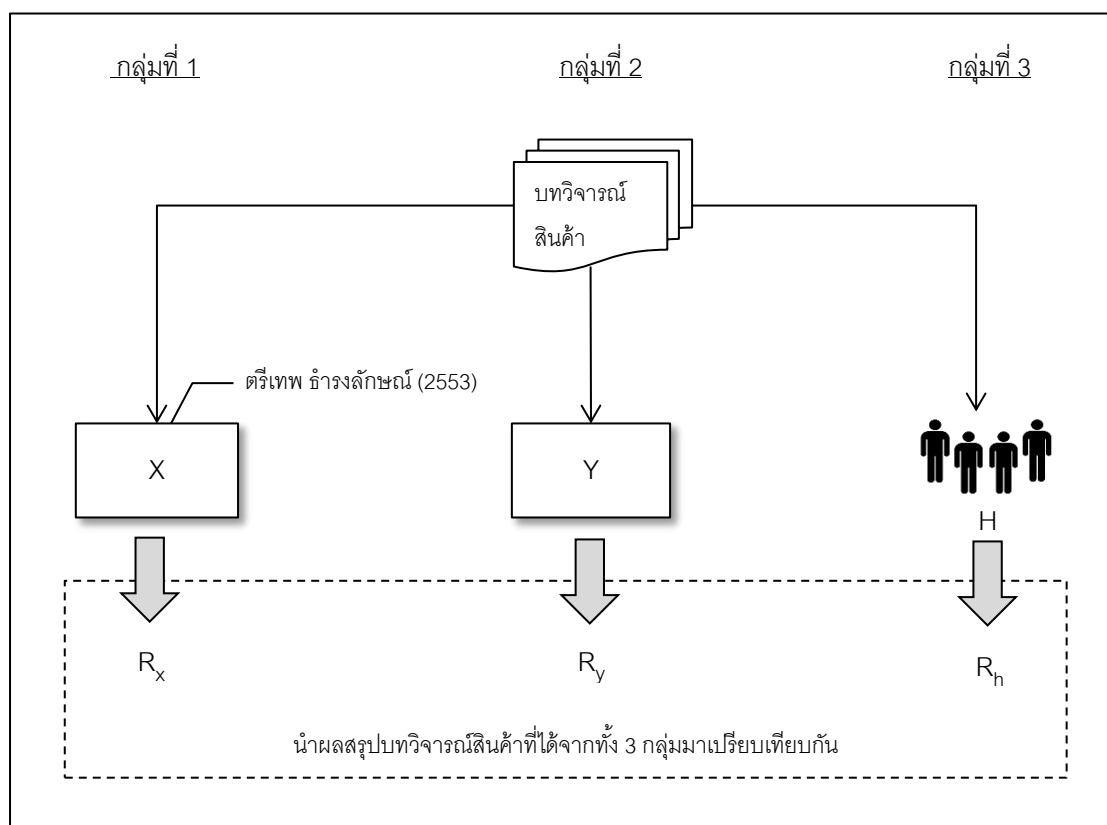 กลุ่มที่ 1
กลุ่มที่ 2
กลุ่มที่ 3
บทวิจารณ์
สินค้า
ตรีเทพ ธำรงลักษณ์ (2553)
X
Y
H
Rx
Ry
Rh
นำผลสรุปบทวิจารณ์สินค้าที่ได้จากทั้ง 3 กลุ่มมาเปรียบเทียบกัน